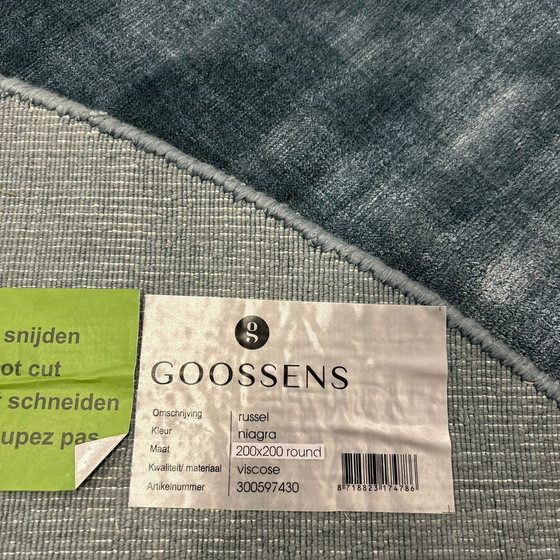 snijden
ot cut
schneiden
upez pas
g
GOOSSENS
Omschrijving russel
Kleur niagra
Maat 200x200 round
Kwaliteit/ materiaal viscose
Artikelnummer 300597430
8 718823 174786